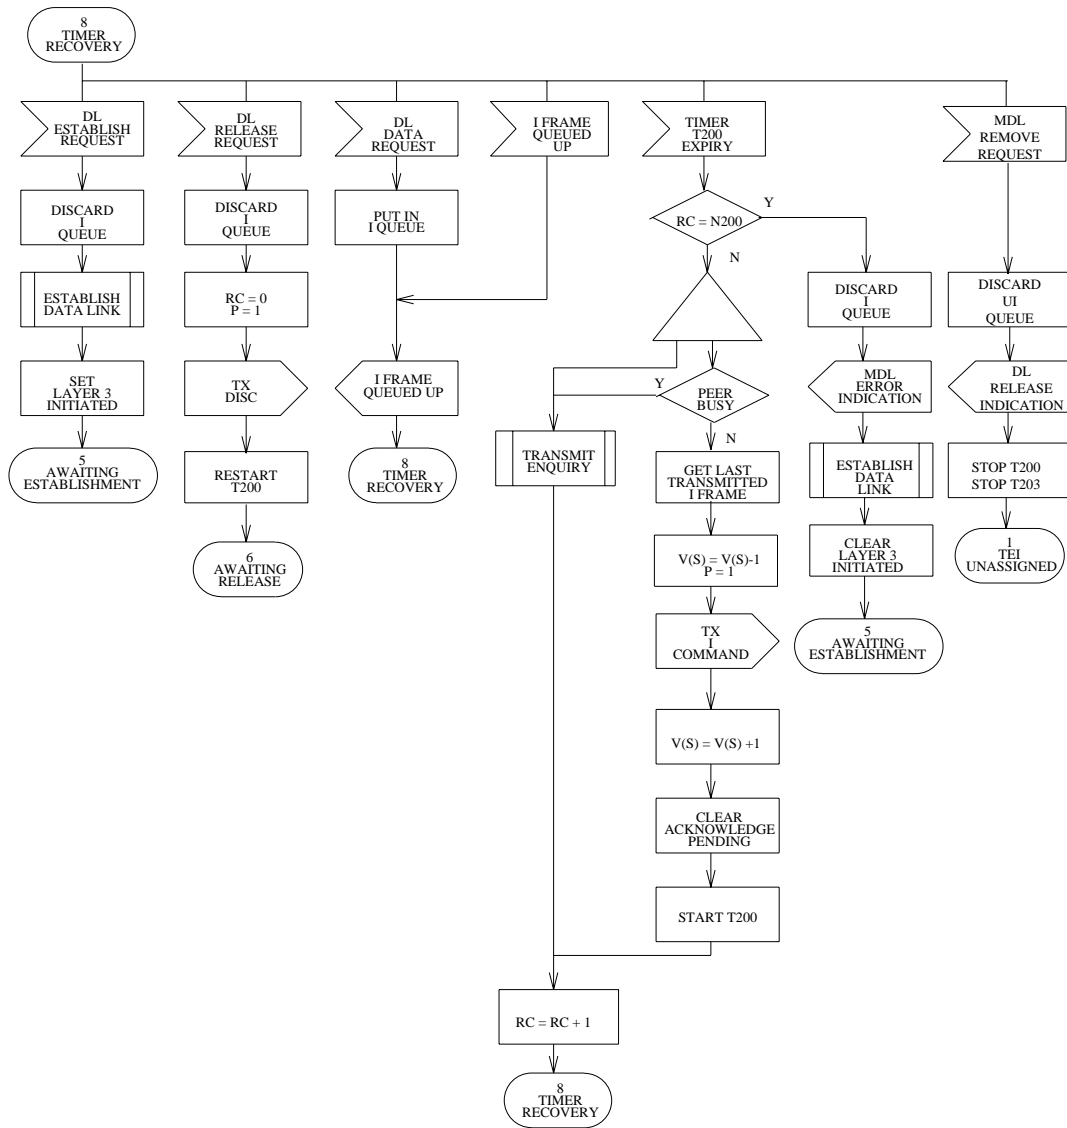 8
TIMER
RECOVERY
DL
ESTABLISH
REQUEST
DISCARD
I
QUEUE
ESTABLISH
DATA LINK
SET
LAYER 3
INITIATED
5
AWAITING
ESTABLISHMENT
DL
RELEASE
REQUEST
DISCARD
I
QUEUE
RC = 0
P = 1
TX
DISC
RESTART
T200
6
AWAITING
RELEASE
DL
DATA
REQUEST
PUT IN
I QUEUE
I FRAME
QUEUED UP
8
TIMER
RECOVERY
I FRAME
QUEUED
UP
TIMER
T200
EXPIRY
RC = N200
Y
N
PEER
BUSY
Y
N
TRANSMIT
ENQUIRY
GET LAST
TRANSMITTED
I FRAME
V(S) = V(S)-1
P = 1
TX
I
COMMAND
V(S) = V(S) +1
CLEAR
ACKNOWLEDGE
PENDING
START T200
RC = RC + 1
8
TIMER
RECOVERY
DISCARD
I
QUEUE
MDL
ERROR
INDICATION
ESTABLISH
DATA
LINK
CLEAR
LAYER 3
INITIATED
5
AWAITING
ESTABLISHMENT
MDL
REMOVE
REQUEST
DISCARD
UI
QUEUE
DL
RELEASE
INDICATION
STOP T200
STOP T203
1
TEI
UNASSIGNED